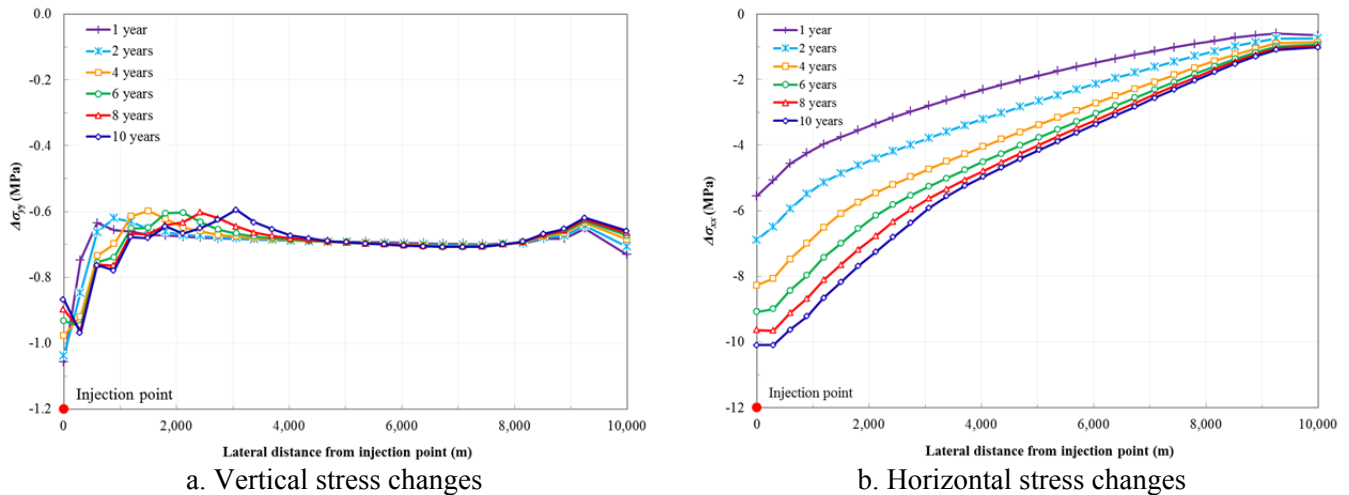 0.0
-0.2
-0.4
-0.6
-0.8
-1.0
-1.2
Δσyy (MPa)
1 year
2 years
4 years
6 years
8 years
10 years
Injection point
0 2,000 4,000 6,000 8,000 10,000
Lateral distance from injection point (m)
a. Vertical stress changes
0
-2
-4
-6
-8
-10
-12
Δσxx (MPa)
1 year
2 years
4 years
6 years
8 years
10 years
Injection point
0 2,000 4,000 6,000 8,000 10,000
Lateral distance from injection point (m)
b. Horizontal stress changes